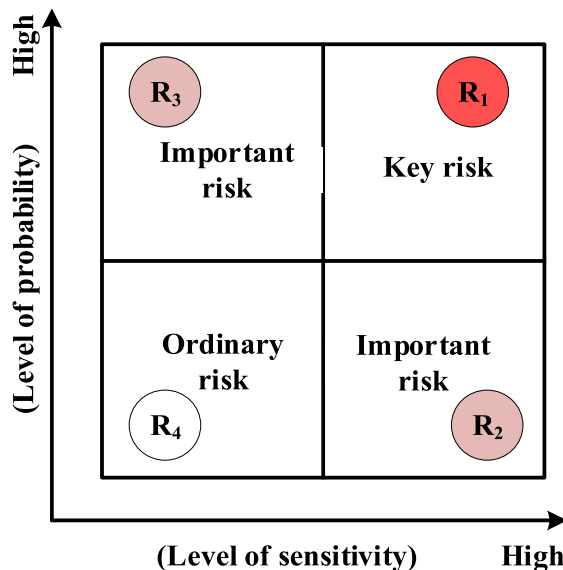 High
(Level of probability)
R₃
Important
risk
R₁
Key risk
Ordinary
risk
R₄
Important
risk
R₂
(Level of sensitivity)
High